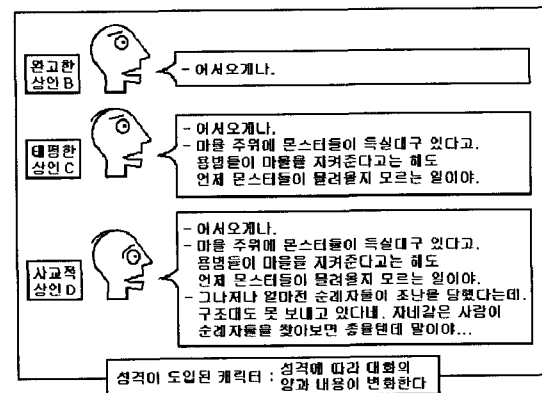 완고한
상인 B
- 어서오게나.
태평한
상인 C
- 어서오게나.
- 마을 주위에 몬스터들이 득실대구 있다고.
용병들이 마을을 지켜준다고는 해도
언제 몬스터들이 몰려올지 모르는 일이야.
사교적
상인 D
- 어서오게나.
- 마을 주위에 몬스터들이 득실대구 있다고.
용병들이 마을을 지켜준다고는 해도
언제 몬스터들이 몰려올지 모르는 일이야.
- 그나저나 얼마전 순례자들이 조난을 당했다는데.
구조대도 못 보내고 있다네. 자네같은 사람이
순례자들을 찾아보면 좋을텐데 말이야...
성격이 도입된 캐릭터 : 성격에 따라 대화의
양과 내용이 변화한다